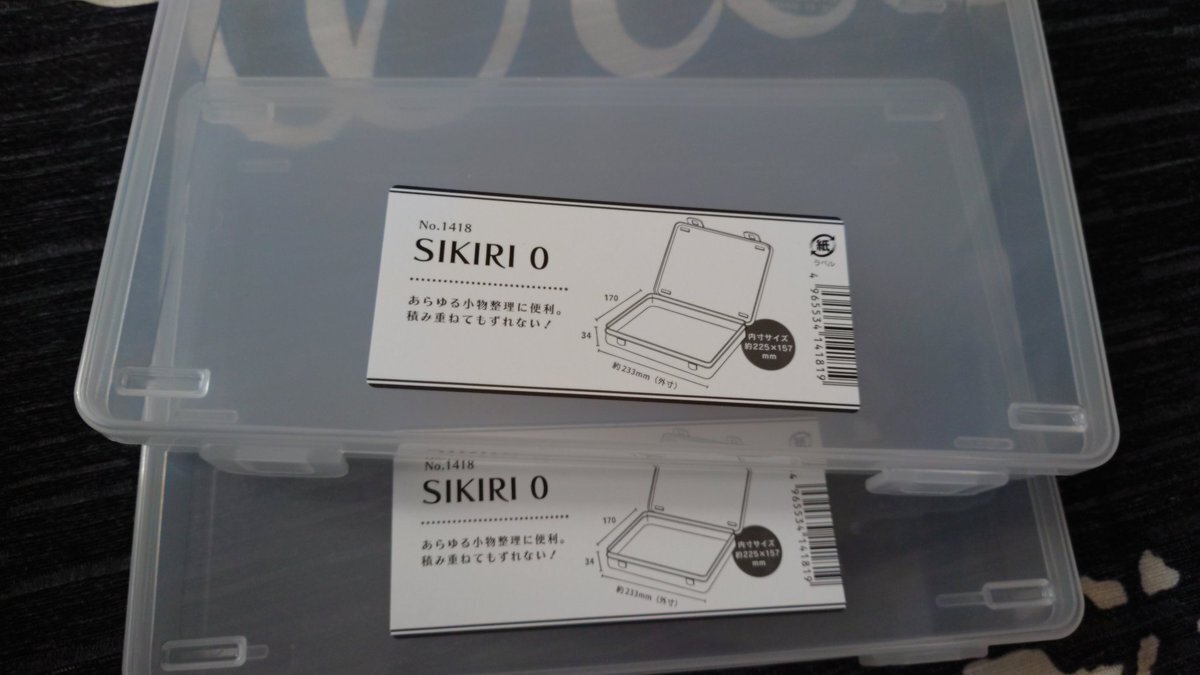 No.1418
SIKIRI 0
あらゆる小物整理に便利。
積み重ねてもずれない!
170
34
約233mm(外寸)
内寸サイズ
約225×157
mm
紙
ラベル
4 965534 141819
No.1418
SIKIRI 0
あらゆる小物整理に便利。
積み重ねてもずれない!
170
34
約233mm(外寸)
内寸サイズ
約225×157
mm
4 965534 141819